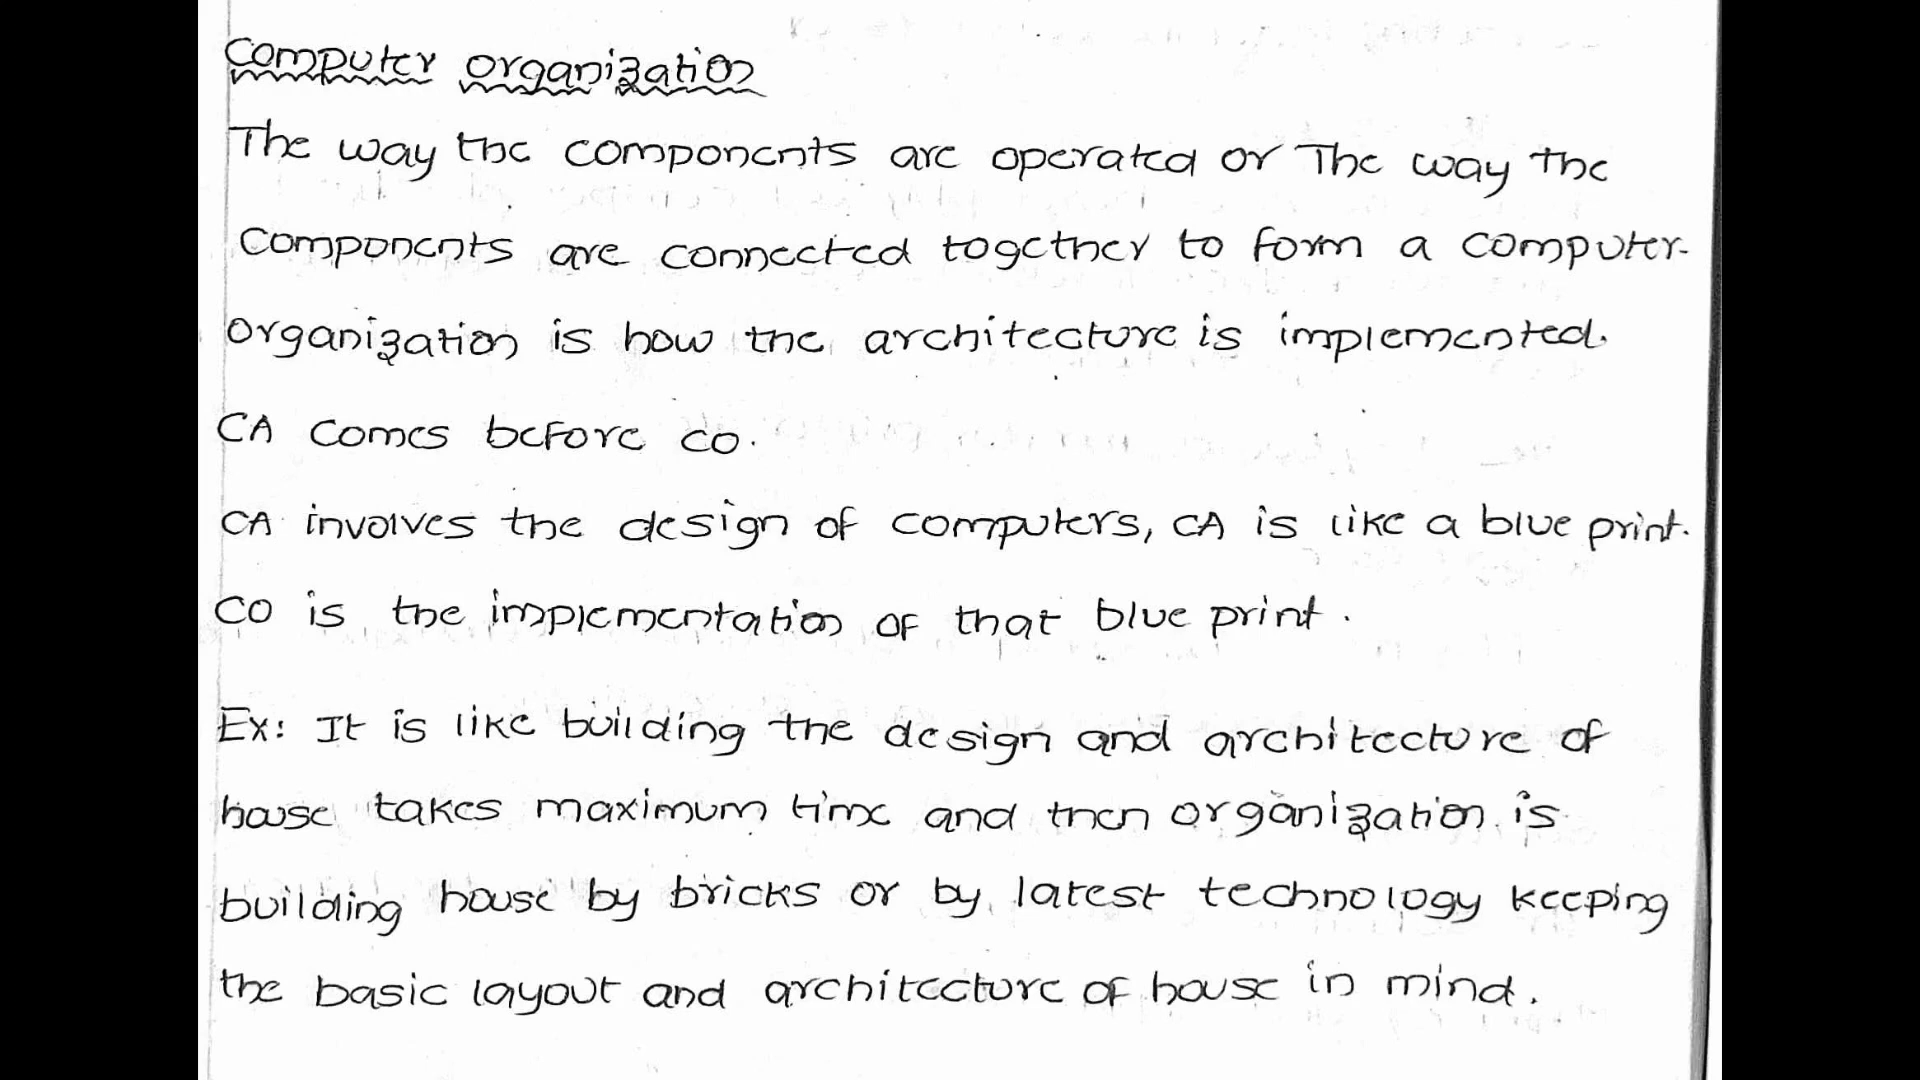 Computer organization
The way the components are operated or The way the
Components are connected together to form a computer.
organization is how the architecture is implemented.
CA comes before co.
CA involves the design of computers, CA is like a blue print.
CO is the implementation of that blue print.
Ex: It is like building the design and architecture of
house takes maximum time and then organization is
building house by bricks or by latest technology keeping
the basic layout and architecture of house in mind.